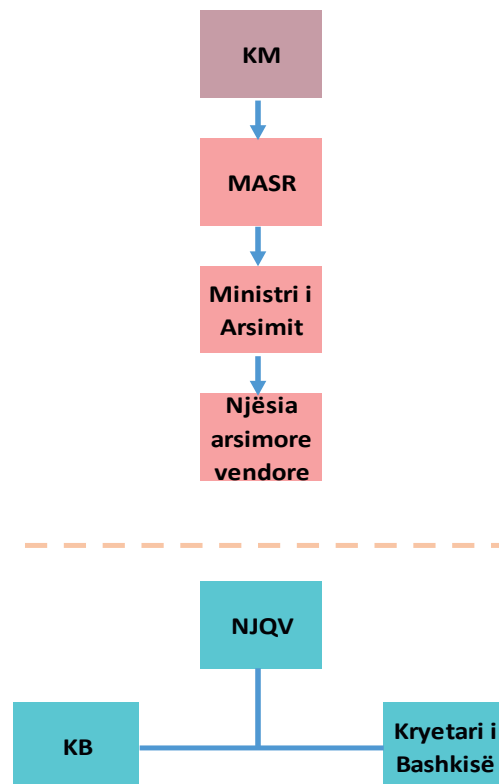 KM
MASR
Ministri i
Arsimit
Njësia
arsimore
vendore
NJQV
KB
Kryetari i
Bashkisë